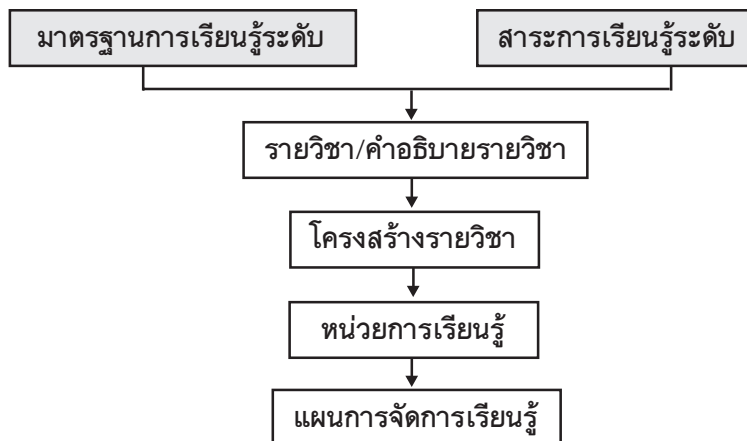 มาตรฐานการเรียนรู้ระดับ
สาระการเรียนรู้ระดับ
รายวิชา/คำอธิบายรายวิชา
โครงสร้างรายวิชา
หน่วยการเรียนรู้
แผนการจัดการเรียนรู้